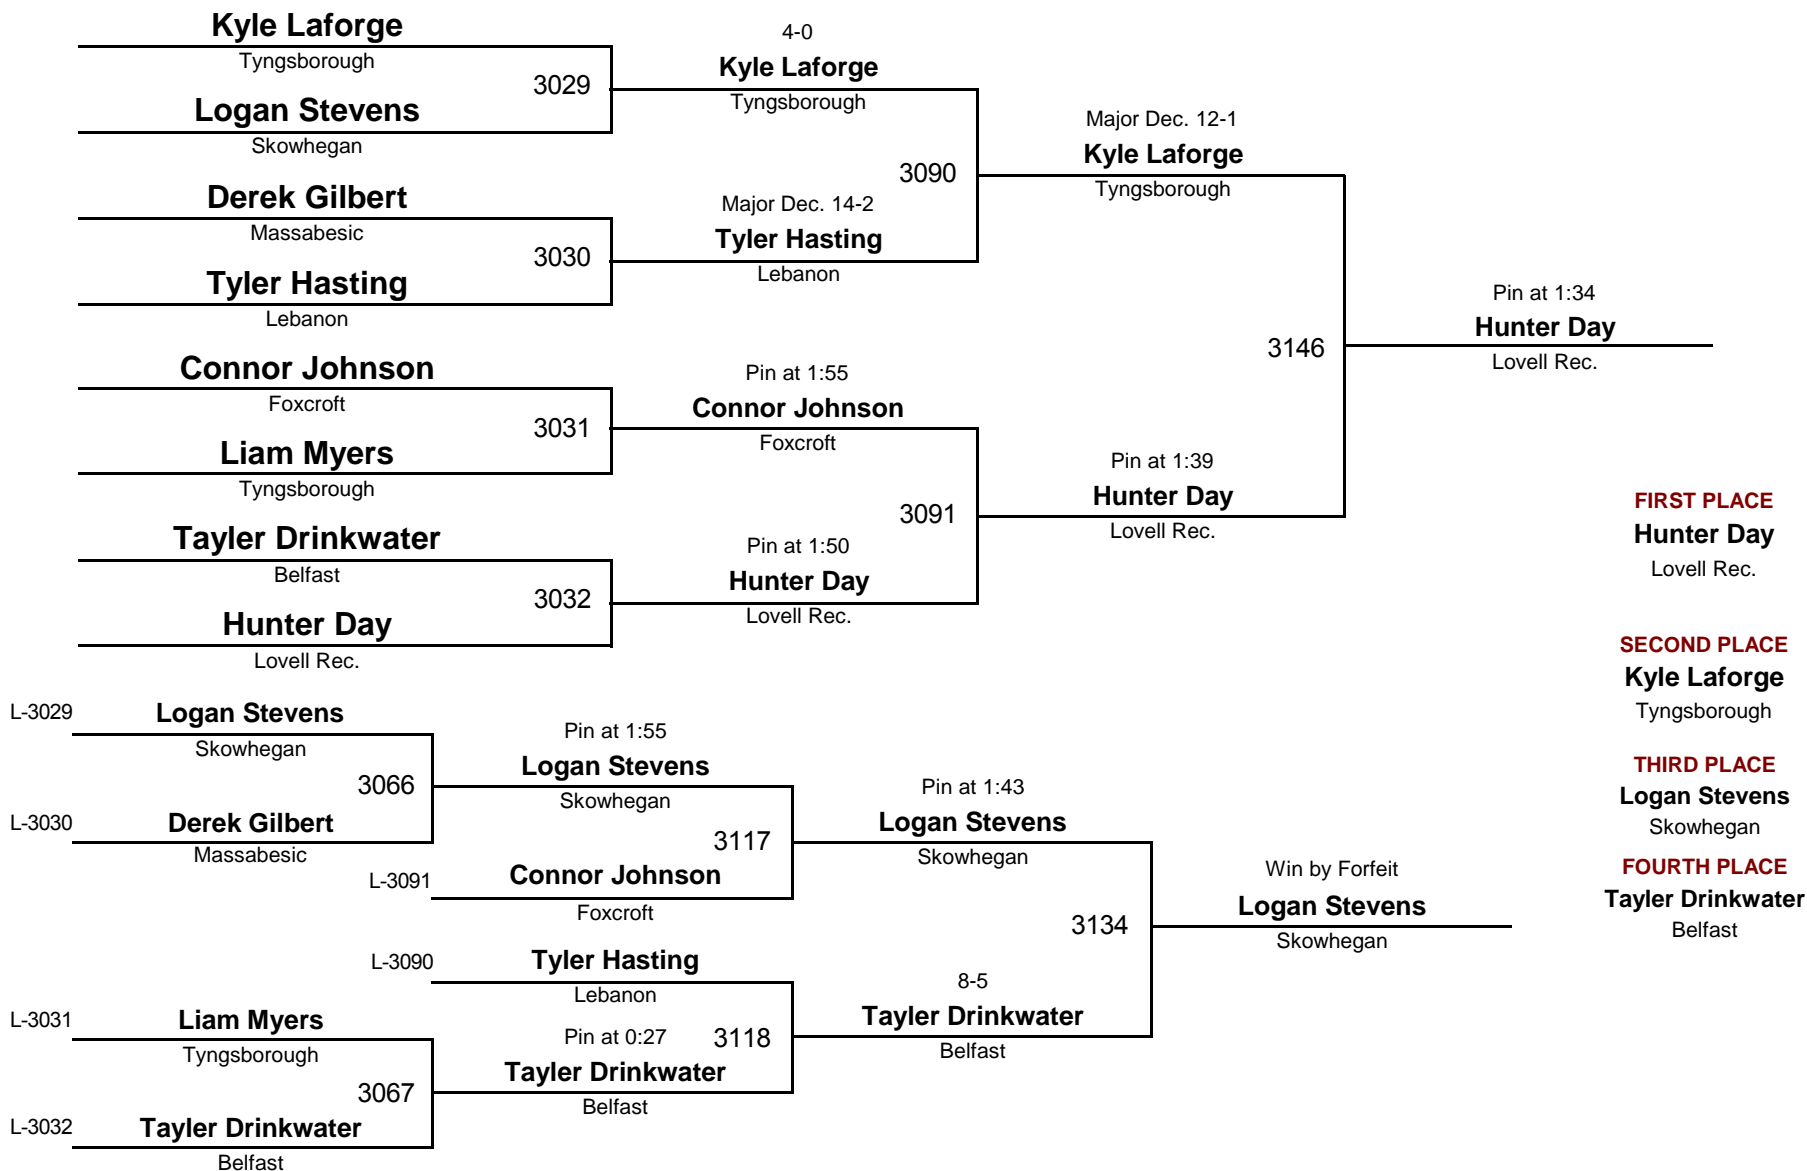 Kyle Laforge
Tyngsborough
3029
Logan Stevens
Skowhegan
4-0
Kyle Laforge
Tyngsborough
Derek Gilbert
Massabesic
3030
Tyler Hasting
Lebanon
Major Dec. 14-2
Tyler Hasting
Lebanon
3090
Major Dec. 12-1
Kyle Laforge
Tyngsborough
Connor Johnson
Foxcroft
3031
Liam Myers
Tyngsborough
Pin at 1:55
Connor Johnson
Foxcroft
Tayler Drinkwater
Belfast
3032
Hunter Day
Lovell Rec.
Pin at 1:50
Hunter Day
Lovell Rec.
3091
Pin at 1:39
Hunter Day
Lovell Rec.
3146
Pin at 1:34
Hunter Day
Lovell Rec.
FIRST PLACE
Hunter Day
Lovell Rec.
SECOND PLACE
Kyle Laforge
Tyngsborough
THIRD PLACE
Logan Stevens
Skowhegan
FOURTH PLACE
Tayler Drinkwater
Belfast
L-3029
Logan Stevens
Skowhegan
3066
L-3030
Derek Gilbert
Massabesic
Pin at 1:55
Logan Stevens
Skowhegan
3117
L-3091
Connor Johnson
Foxcroft
Pin at 1:43
Logan Stevens
Skowhegan
L-3090
Tyler Hasting
Lebanon
L-3031
Liam Myers
Tyngsborough
3067
L-3032
Tayler Drinkwater
Belfast
Pin at 0:27
Tayler Drinkwater
Belfast
3118
8-5
Tayler Drinkwater
Belfast
3134
Win by Forfeit
Logan Stevens
Skowhegan